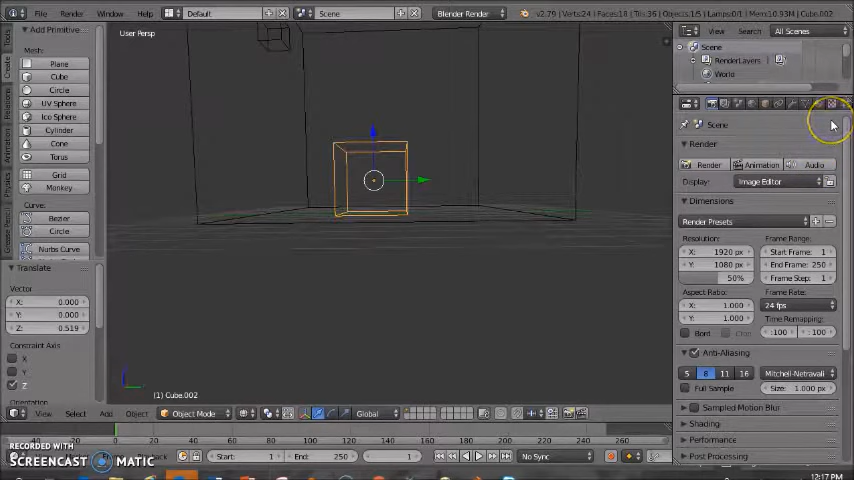 File Render Window Help Default Scene Blender Render v2.79 | Verts:24 | Faces:18 | Tris:36 | Objects:1/5 | Lamps:0/1 | Mem:10.93M | Cube.002
Tools
Create
Relations
Physics
Grease Pencil
Add Primitive
Mesh:
Plane
Cube
Circle
UV Sphere
Ico Sphere
Cylinder
Cone
Torus
Grid
Monkey
Curve:
Bezier
Circle
Nurbs Curve
Translate
Vector
X: 0.000
Y: 0.000
Z: 0.519
Constraint Axis
X
Y
Z
User Persp
(1) Cube.002
View Select Add Object Object Mode Global
View Search All Scenes
Scene
RenderLayers
World
Scene
Render
Render Animation Audio
Display: Image Editor
Dimensions
Render Presets
Resolution: Frame Range:
X: 1920 px Start Frame: 1
Y: 1080 px End Frame: 250
50% Frame Step: 1
Aspect Ratio: Frame Rate:
X: 1.000 24 fps
Y: 1.000 Time Remapping:
:100 :100
Anti-Aliasing
5 8 11 16 Mitchell-Netravali
Full Sample Size: 1.000 px
Sampled Motion Blur
Shading
Performance
Post Processing
0 20 40 60 80 100 120 140 160 180 200 220 240 260
Playback Start: 1 End: 250 1 No Sync
RECORDED WITH
SCREENCAST MATIC
12:17 PM